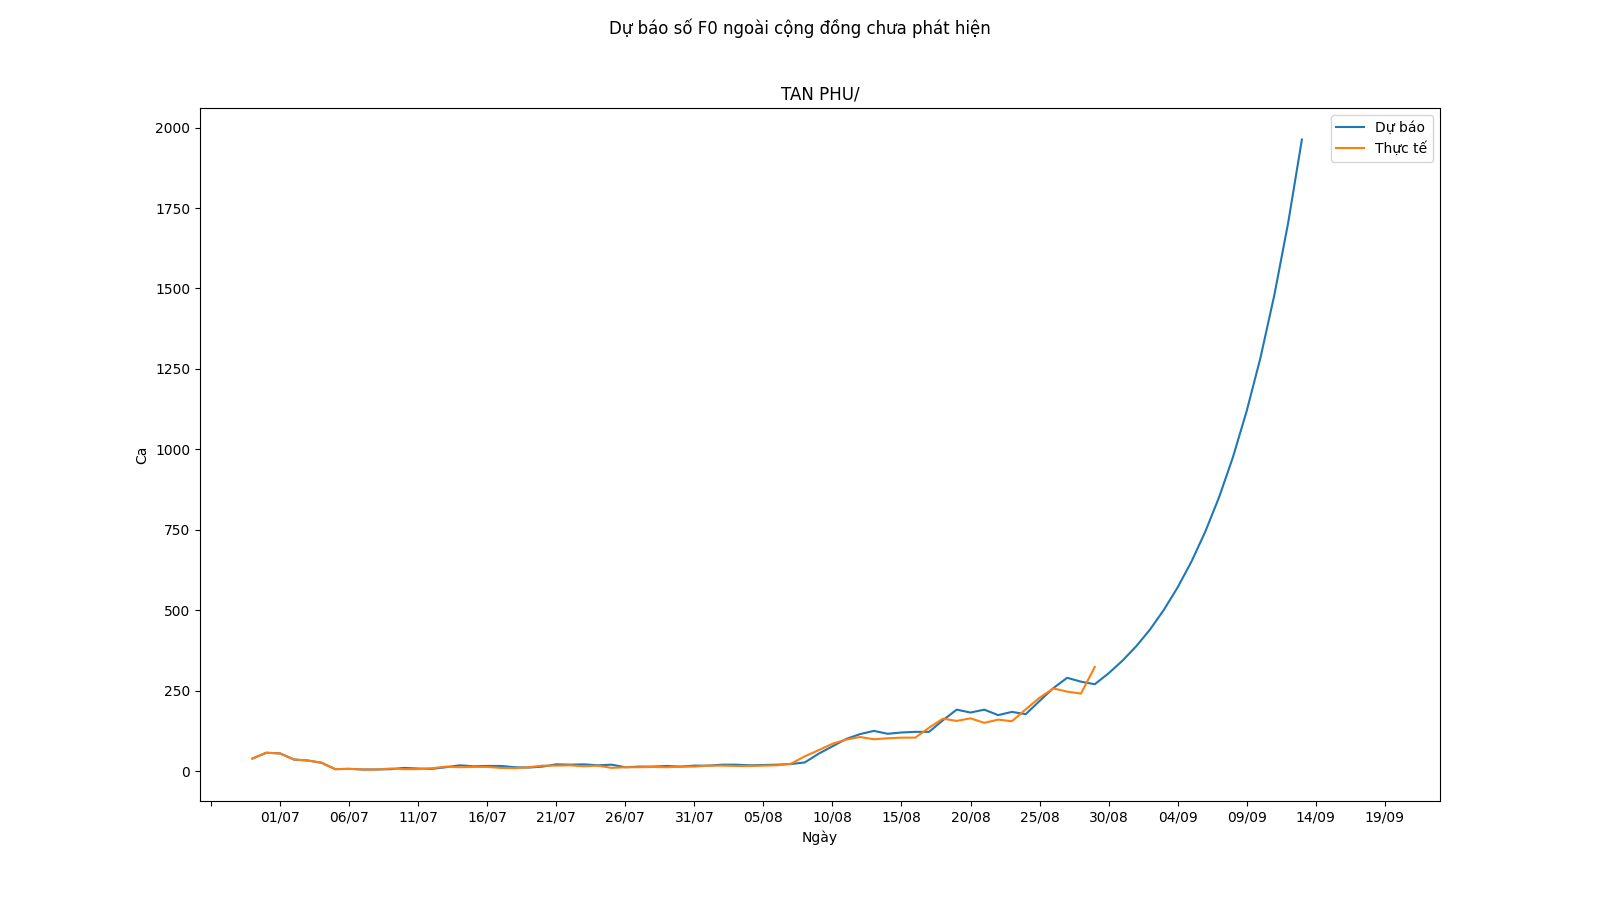 Dự báo số F0 ngoài cộng đồng chưa phát hiện
TAN PHU/
Dự báo
Thực tế
2000
1750
1500
1250
1000
750
500
250
0
Ca
01/07 06/07 11/07 16/07 21/07 26/07 31/07 05/08 10/08 15/08 20/08 25/08 30/08 04/09 09/09 14/09 19/09
Ngày